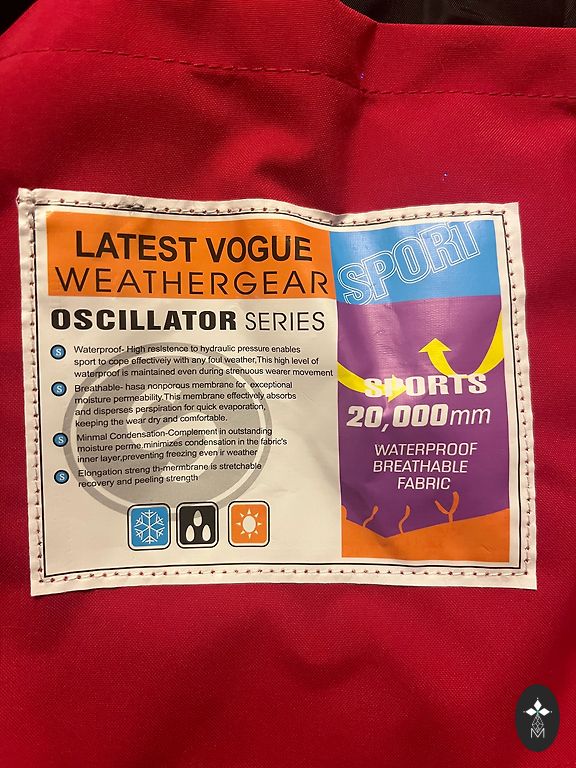 LATEST VOGUE
WEATHERGEAR
SPORT
OSCILLATOR SERIES
S Waterproof- High resistence to hydraulic pressure enables
sport to cope effectiveiy with any foul weather,This high level of
waterproof is maintained even during strenuous wearer movement
S Breathable- hasa nonporous membrane for exceptional
moisture permeability.This membrane effectively absorbs
and disperses perspiration for quick evaporation,
keeping the wear dry and comfortable.
S Minmal Condensation-Complement in outstanding
moisture perme.minimizes condensation in the fabric's
inner layer,preventing freezing even ir weather
S Elongation streng th-mermbrane is stretchable
recovery and peeling strength
SPORTS
20,000mm
WATERPROOF
BREATHABLE
FABRIC
M